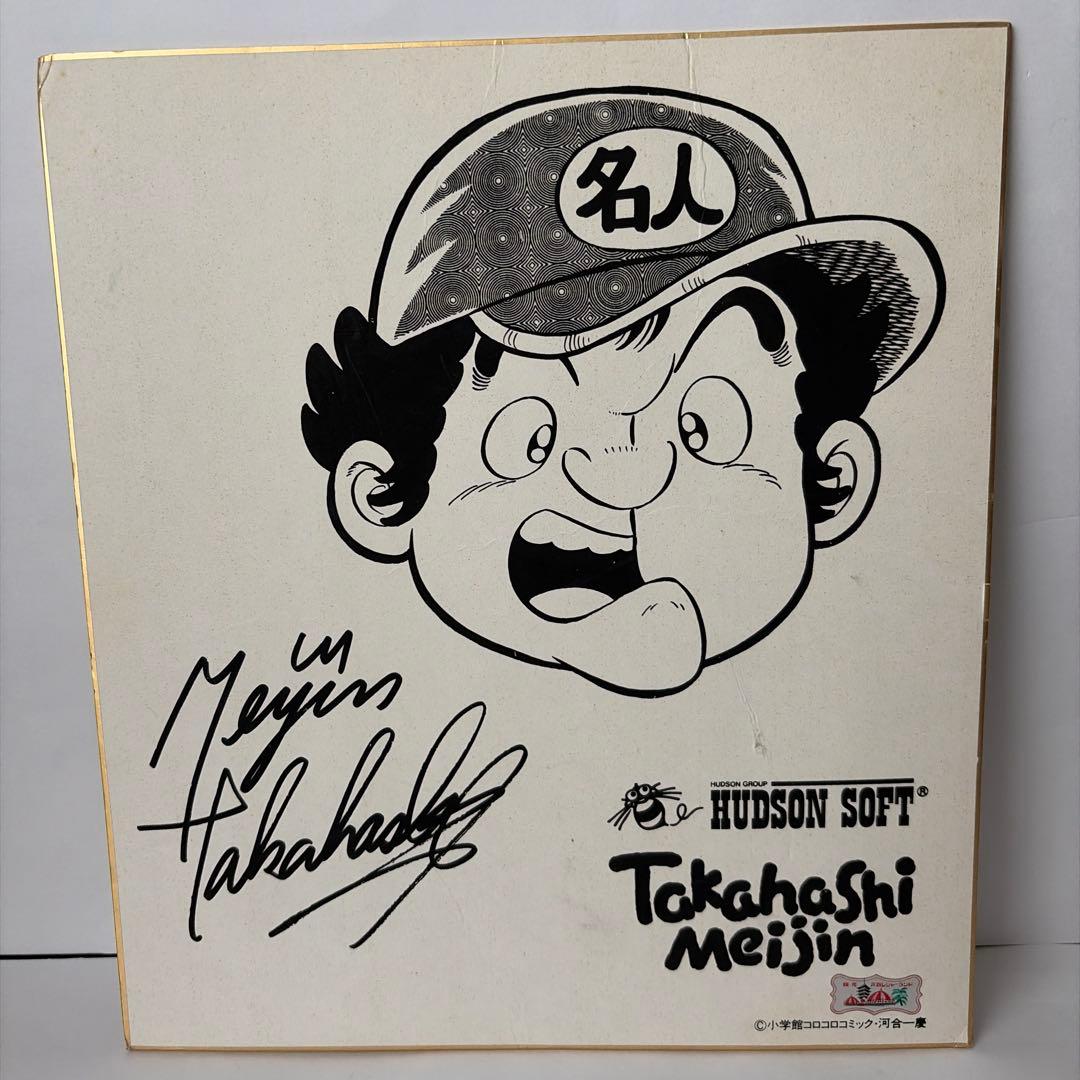 名人
Meijin
Takahashi
HUDSON GROUP
HUDSON SOFT®
Takahashi
Meijin
©小学館コロコロコミック・河合一慶